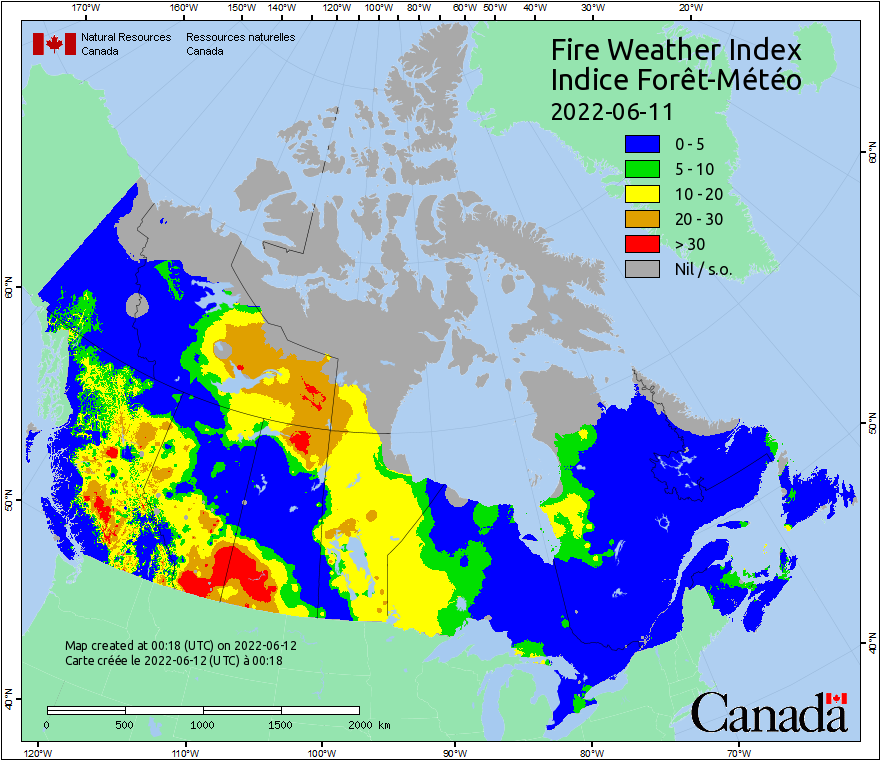 170°W 160°W 150°W 140°W 130°W 120°W 110°W 100°W 90°W 80°W 60°W 50°W 40°W 30°W 20°W
Natural Resources Ressources naturelles
Canada Canada
Fire Weather Index
Indice Forêt-Météo
2022-06-11
0 - 5
5 - 10
10 - 20
20 - 30
> 30
Nil / s.o.
60°N
60°N
50°N
50°N
40°N
40°N
Map created at 00:18 (UTC) on 2022-06-12
Carte créée le 2022-06-12 (UTC) à 00:18
0 500 1000 1500 2000 km
Canada
120°W 110°W 100°W 90°W 80°W 70°W